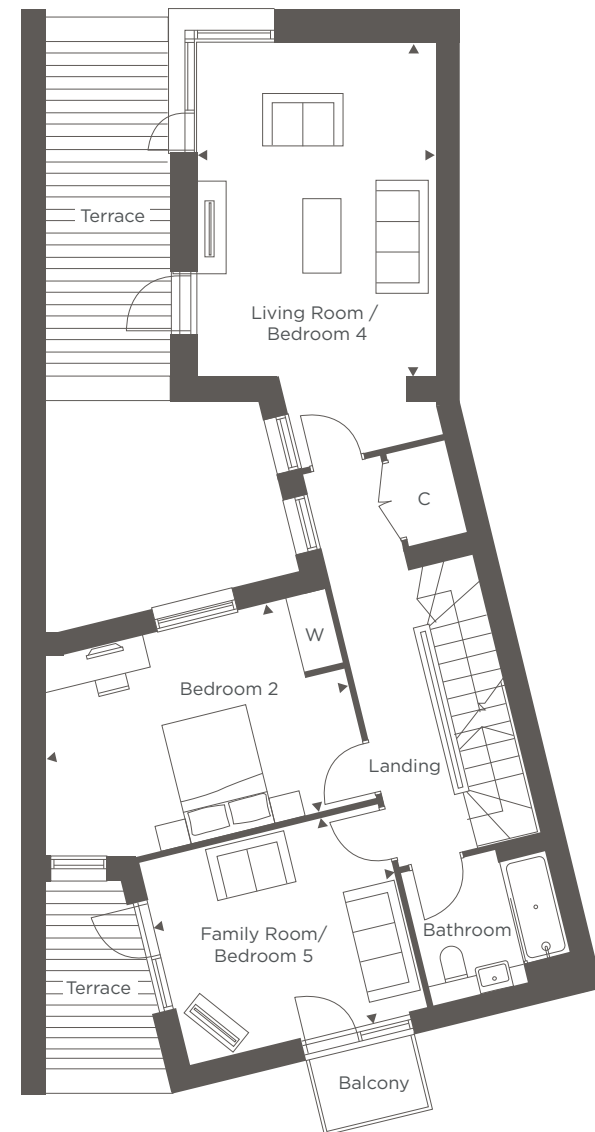 Terrace
Living Room /
Bedroom 4
C
W
Bedroom 2
Landing
Family Room/
Bedroom 5
Bathroom
Terrace
Balcony